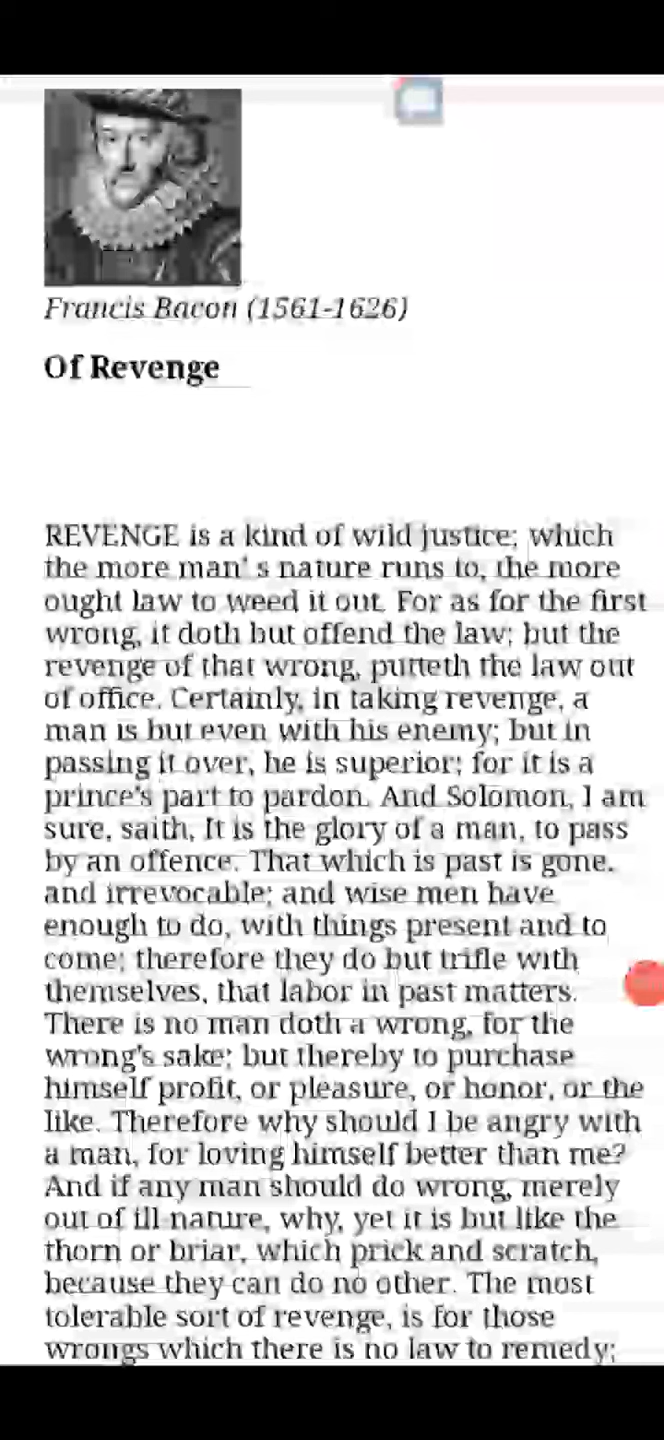 Francis Bacon (1561-1626)
Of Revenge
REVENGE is a kind of wild justice; which
the more man' s nature runs to, the more
ought law to weed it out. For as for the first
wrong, it doth but offend the law; but the
revenge of that wrong, putteth the law out
of office. Certainly, in taking revenge, a
man is but even with his enemy; but in
passing it over, he is superior; for it is a
prince's part to pardon. And Solomon, I am
sure, saith, It is the glory of a man, to pass
by an offence. That which is past is gone,
and irrevocable; and wise men have
enough to do, with things present and to
come; therefore they do but trifle with
themselves, that labor in past matters.
There is no man doth a wrong, for the
wrong's sake; but thereby to purchase
himself profit, or pleasure, or honor, or the
like. Therefore why should I be angry with
a man, for loving himself better than me?
And if any man should do wrong, merely
out of ill-nature, why, yet it is but like the
thorn or briar, which prick and scratch,
because they can do no other. The most
tolerable sort of revenge, is for those
wrongs which there is no law to remedy;